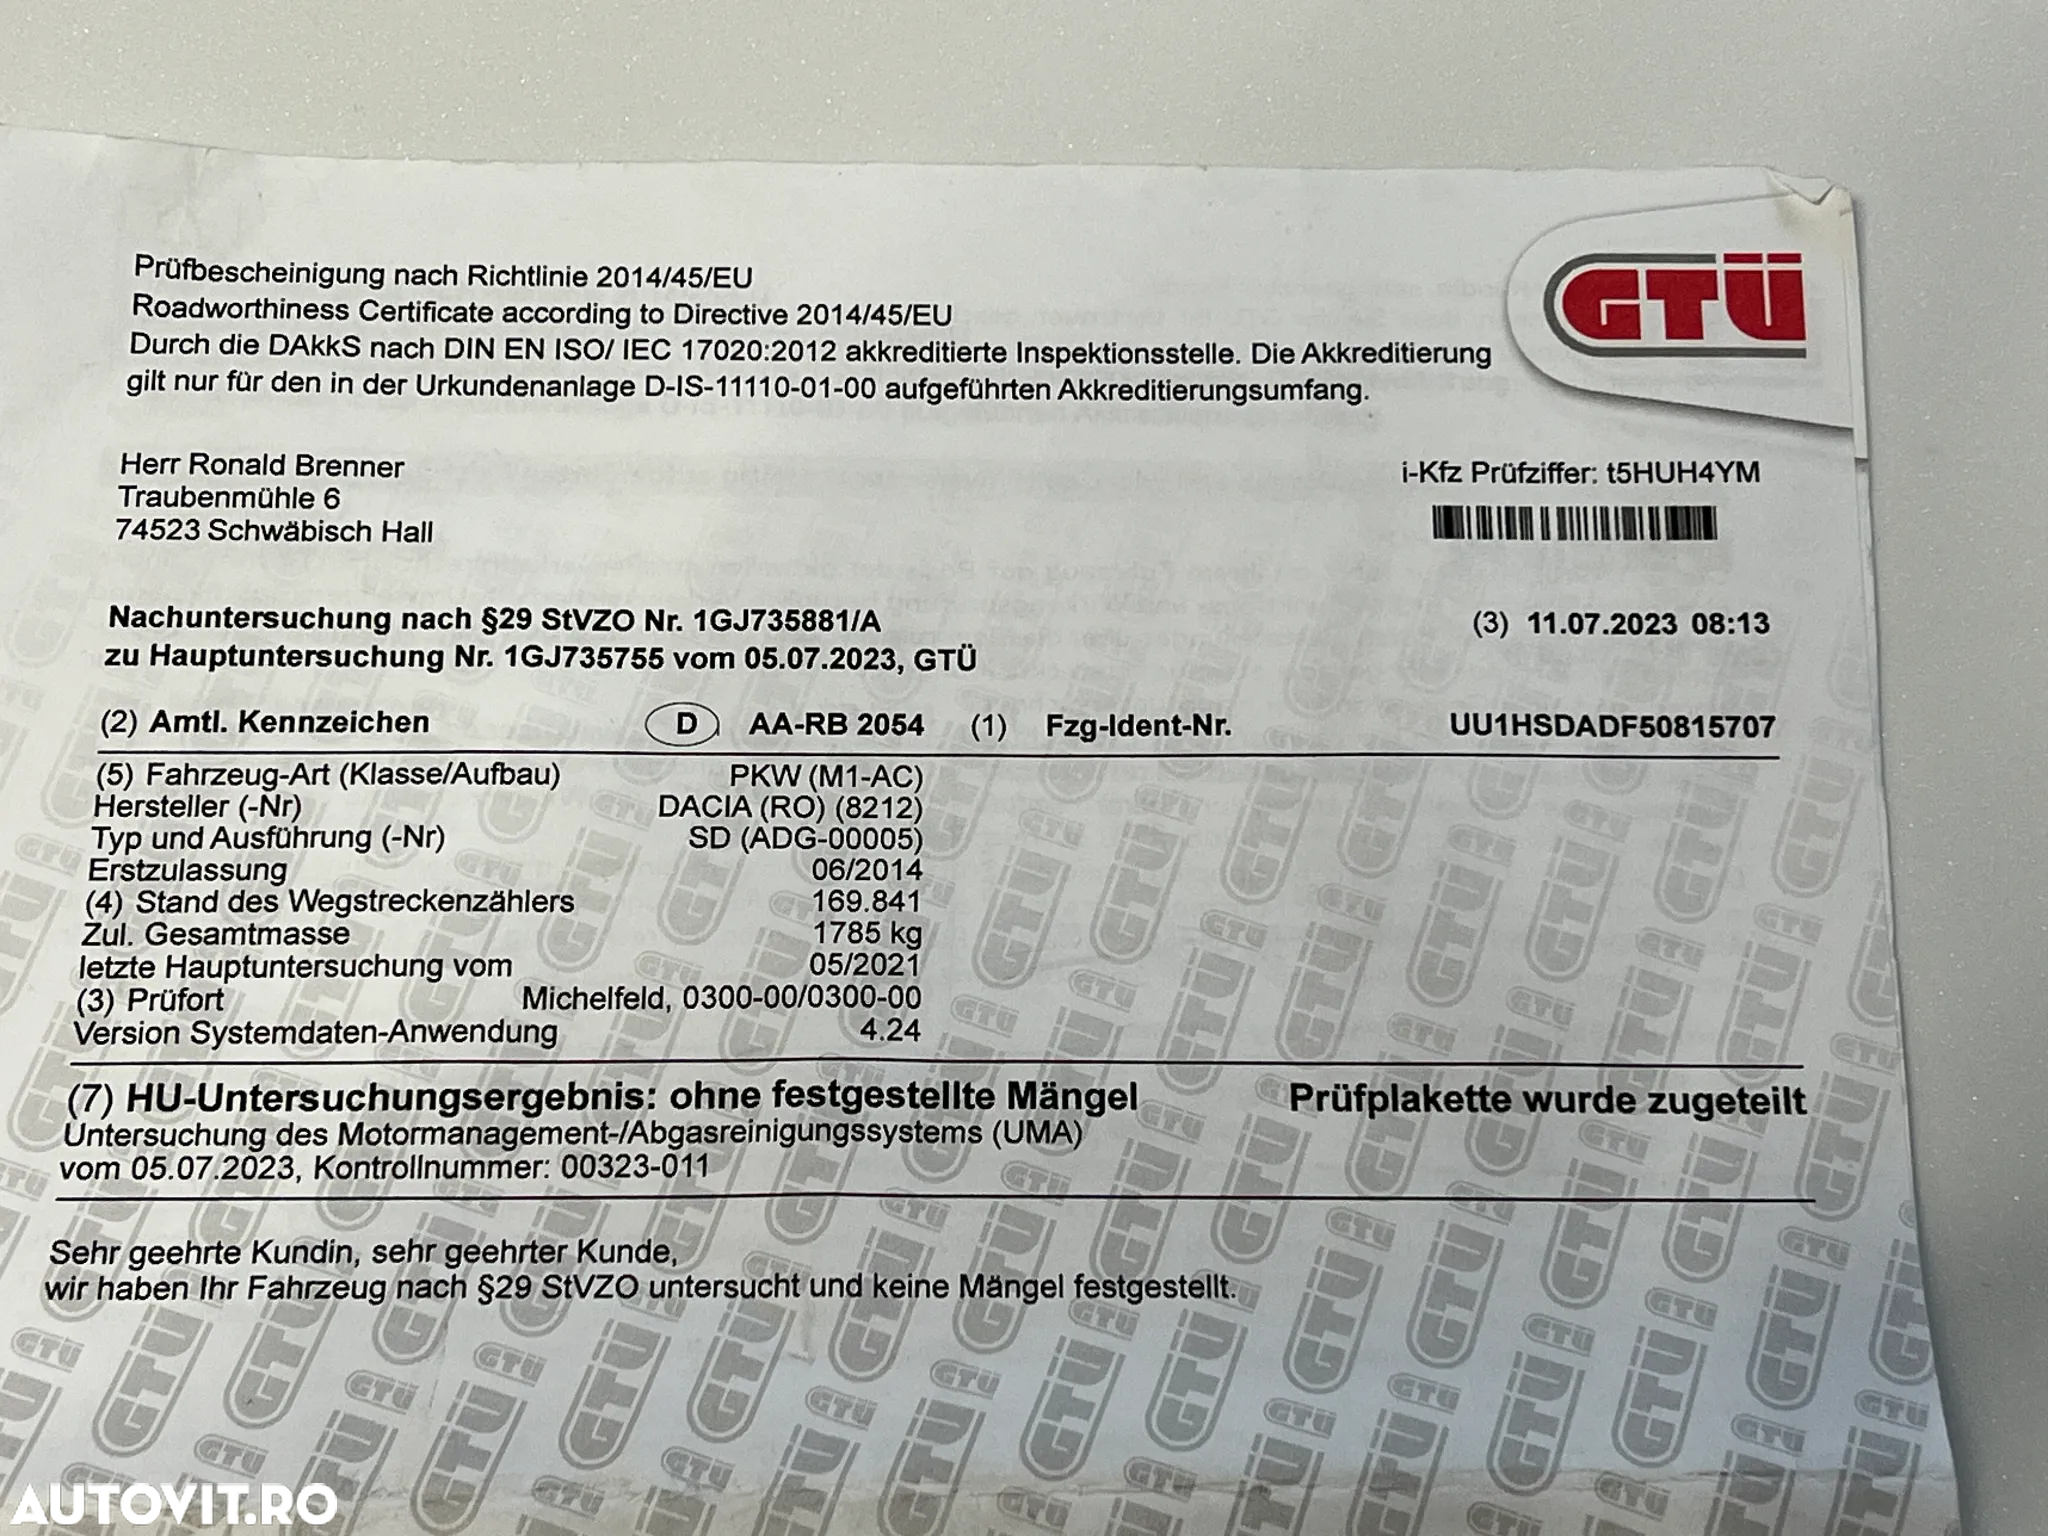 Prüfbescheinigung nach Richtlinie 2014/45/EU
Roadworthiness Certificate according to Directive 2014/45/EU
Durch die DAkkS nach DIN EN ISO/ IEC 17020:2012 akkreditierte Inspektionsstelle. Die Akkreditierung
gilt nur für den in der Urkundenanlage D-IS-11110-01-00 aufgeführten Akkreditierungsumfang.
GTÜ
Herr Ronald Brenner
Traubenmühle 6
74523 Schwäbisch Hall
i-Kfz Prüfziffer: t5HUH4YM
Nachuntersuchung nach §29 StVZO Nr. 1GJ735881/A
(3) 11.07.2023 08:13
zu Hauptuntersuchung Nr. 1GJ735755 vom 05.07.2023, GTÜ
(2) Amtl. Kennzeichen D AA-RB 2054 (1) Fzg-Ident-Nr. UU1HSDADF50815707
(5) Fahrzeug-Art (Klasse/Aufbau) PKW (M1-AC)
Hersteller (-Nr) DACIA (RO) (8212)
Typ und Ausführung (-Nr) SD (ADG-00005)
Erstzulassung 06/2014
(4) Stand des Wegstreckenzählers 169.841
Zul. Gesamtmasse 1785 kg
letzte Hauptuntersuchung vom 05/2021
(3) Prüfort Michelfeld, 0300-00/0300-00
Version Systemdaten-Anwendung 4.24
(7) HU-Untersuchungsergebnis: ohne festgestellte Mängel Prüfplakette wurde zugeteilt
Untersuchung des Motormanagement-/Abgasreinigungssystems (UMA)
vom 05.07.2023, Kontrollnummer: 00323-011
Sehr geehrte Kundin, sehr geehrter Kunde,
wir haben Ihr Fahrzeug nach §29 StVZO untersucht und keine Mängel festgestellt.
AUTOVIT.RO